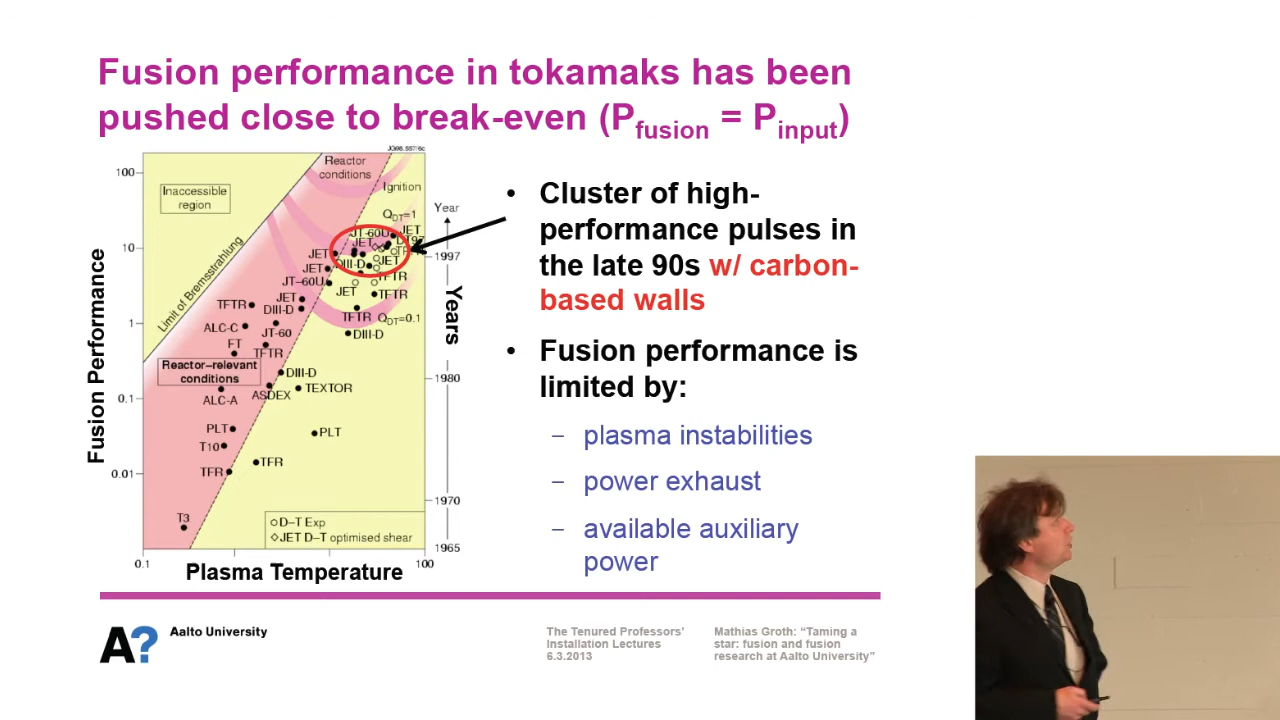 Fusion performance in tokamaks has been
pushed close to break-even (Pfusion = Pinput)
JG98.557/6c
100
10
1
0.1
0.01
Fusion Performance
Inaccessible
region
Limit of Bremsstrahlung
Reactor
conditions
Ignition
QDT=1
JT-60U
JET
JET
JET
DIII-D
JET
TFTR
JET
JT-60U
JET
TFTR
JET
DIII-D
TFTR
TFTR
QDT=0.1
ALC-C
JT-60
DIII-D
FT
TFTR
Reactor–relevant
conditions
DIII-D
ALC-A
ASDEX
TEXTOR
PLT
PLT
T10
TFR
TFR
T3
D–T Exp
JET D–T optimised shear
0.1
Plasma Temperature
100
Year
1997
Years
1980
1970
1965
• Cluster of high-
performance pulses in
the late 90s w/ carbon-
based walls
• Fusion performance is
limited by:
– plasma instabilities
– power exhaust
– available auxiliary
power
A?
Aalto University
The Tenured Professors'
Installation Lectures
6.3.2013
Mathias Groth: “Taming a
star: fusion and fusion
research at Aalto University”